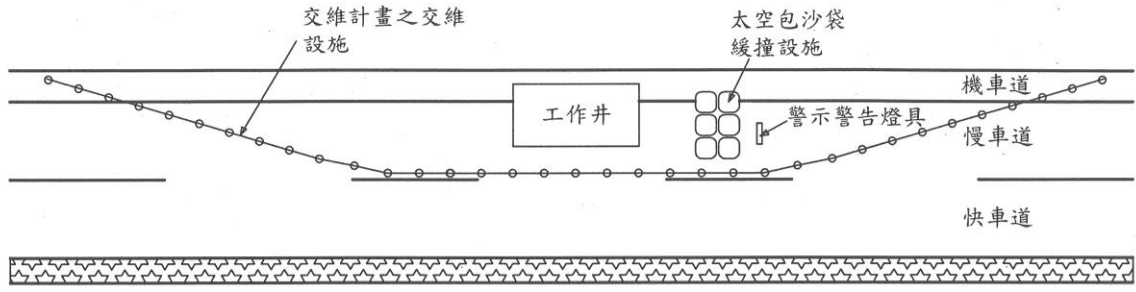 交維計畫之交維
設施
太空包沙袋
緩撞設施
機車道
工作井
警示警告燈具
慢車道
快車道